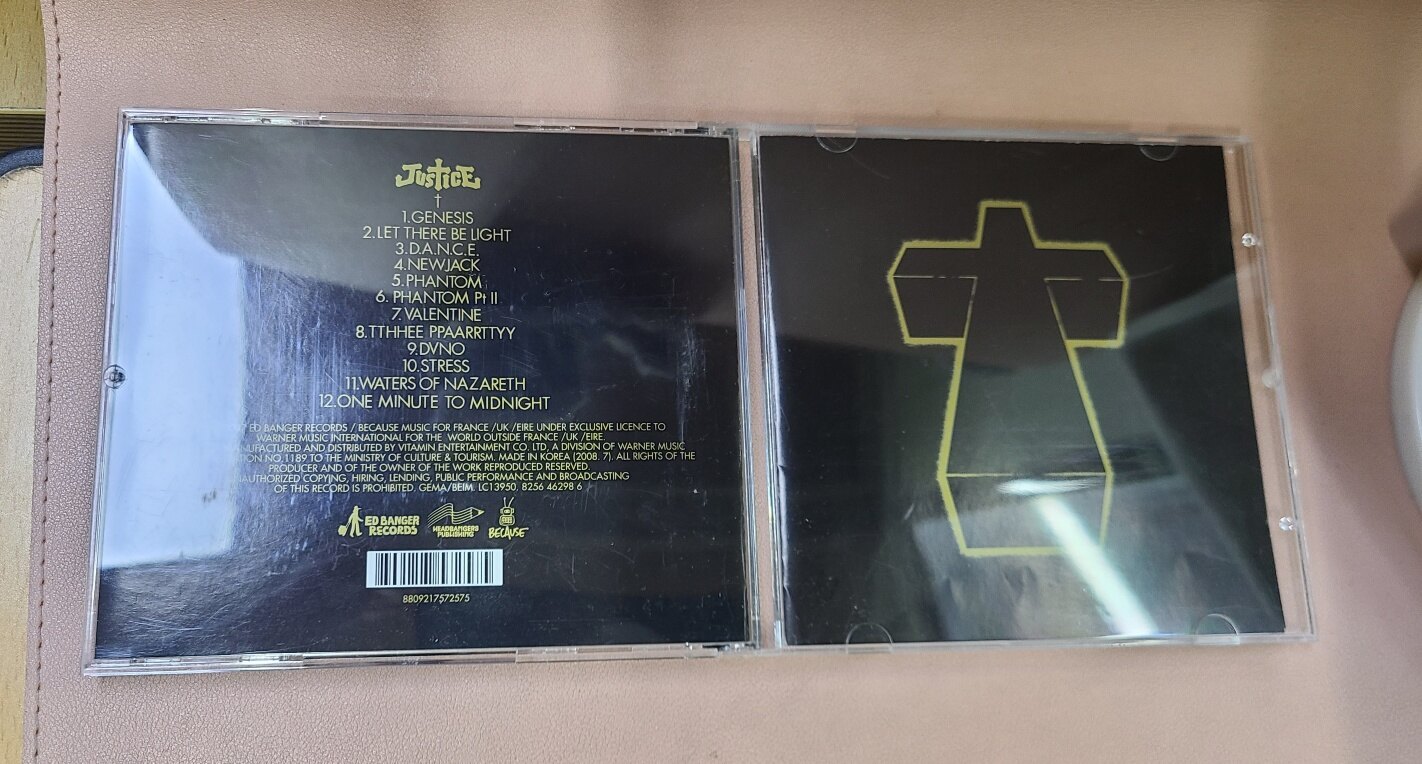 JUSTICE
†
1.GENESIS
2.LET THERE BE LIGHT
3.D.A.N.C.E.
4.NEWJACK
5.PHANTOM
6. PHANTOM Pt II
7.VALENTINE
8.TTHHEE PPAARRTTYY
9.DVNO
10.STRESS
11.WATERS OF NAZARETH
12.ONE MINUTE TO MIDNIGHT
ED BANGER RECORDS / BECAUSE MUSIC FOR FRANCE /UK /EIRE UNDER EXCLUSIVE LICENCE TO
WARNER MUSIC INTERNATIONAL FOR THE WORLD OUTSIDE FRANCE /UK /EIRE.
AND DISTRIBUTED BY VITAMIN ENTERTAINMENT CO. LTD, A DIVISION OF WARNER MUSIC
NO,1189 TO THE MINISTRY OF CULTURE & TOURISM. MADE IN KOREA (2008. 7). ALL RIGHTS OF THE
PRODUCER AND OF THE OWNER OF THE WORK REPRODUCED RESERVED.
COPYING, HIRING, LENDING, PUBLIC PERFORMANCE AND BROADCASTING
OF THIS RECORD IS PROHIBITED. GEMA/BEIM. LC13950. 8256 46298 6
ED BANGER
RECORDS
HEADBANGERS
PUBLISHING
BECAUSE
8809217572575